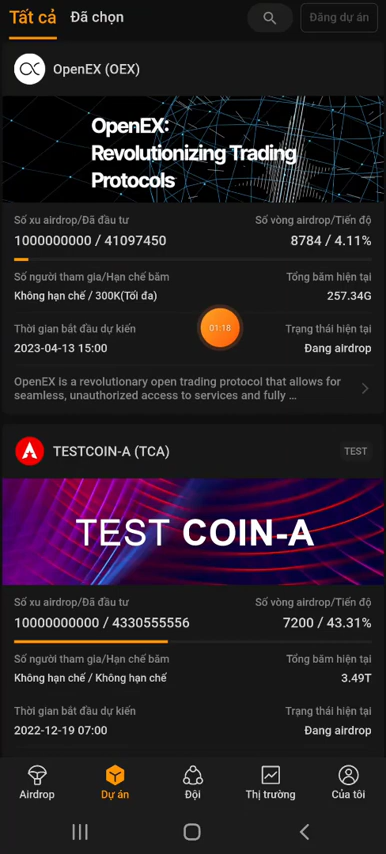 Tất cả Đã chọn Đăng dự án
OpenEX (OEX)
OpenEX:
Revolutionizing Trading
Protocols
Số xu airdrop/Đã đầu tư Số vòng airdrop/Tiến độ
1000000000 / 41097450 8784 / 4.11%
Số người tham gia/Hạn chế băm Tổng băm hiện tại
Không hạn chế / 300K(Tối đa) 257.34G
01:18
Thời gian bắt đầu dự kiến Trạng thái hiện tại
2023-04-13 15:00 Đang airdrop
OpenEX is a revolutionary open trading protocol that allows for
seamless, unauthorized access to services and fully ...
TESTCOIN-A (TCA) TEST
TEST COIN-A
Số xu airdrop/Đã đầu tư Số vòng airdrop/Tiến độ
10000000000 / 4330555556 7200 / 43.31%
Số người tham gia/Hạn chế băm Tổng băm hiện tại
Không hạn chế / Không hạn chế 3.49T
Thời gian bắt đầu dự kiến Trạng thái hiện tại
2022-12-19 07:00 Đang airdrop
Airdrop Dự án Đội Thị trường Của tôi